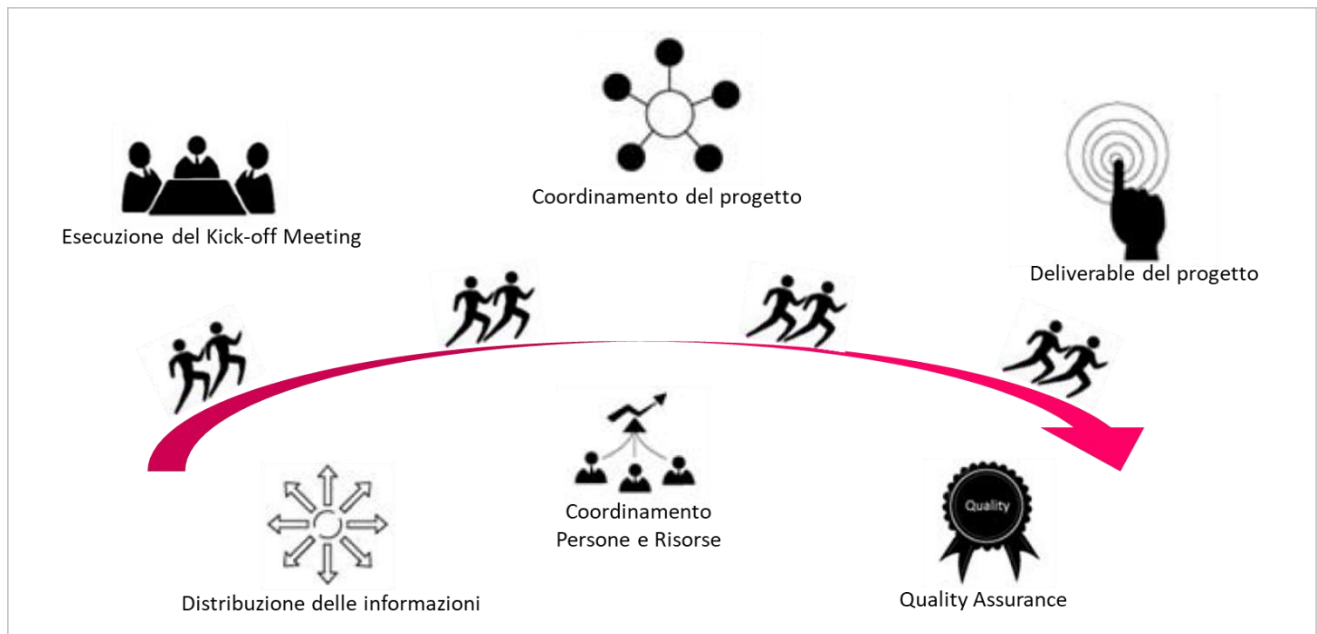 Coordinamento del progetto
Esecuzione del Kick-off Meeting
Deliverable del progetto
Coordinamento
Persone e Risorse
Quality
Distribuzione delle informazioni
Quality Assurance